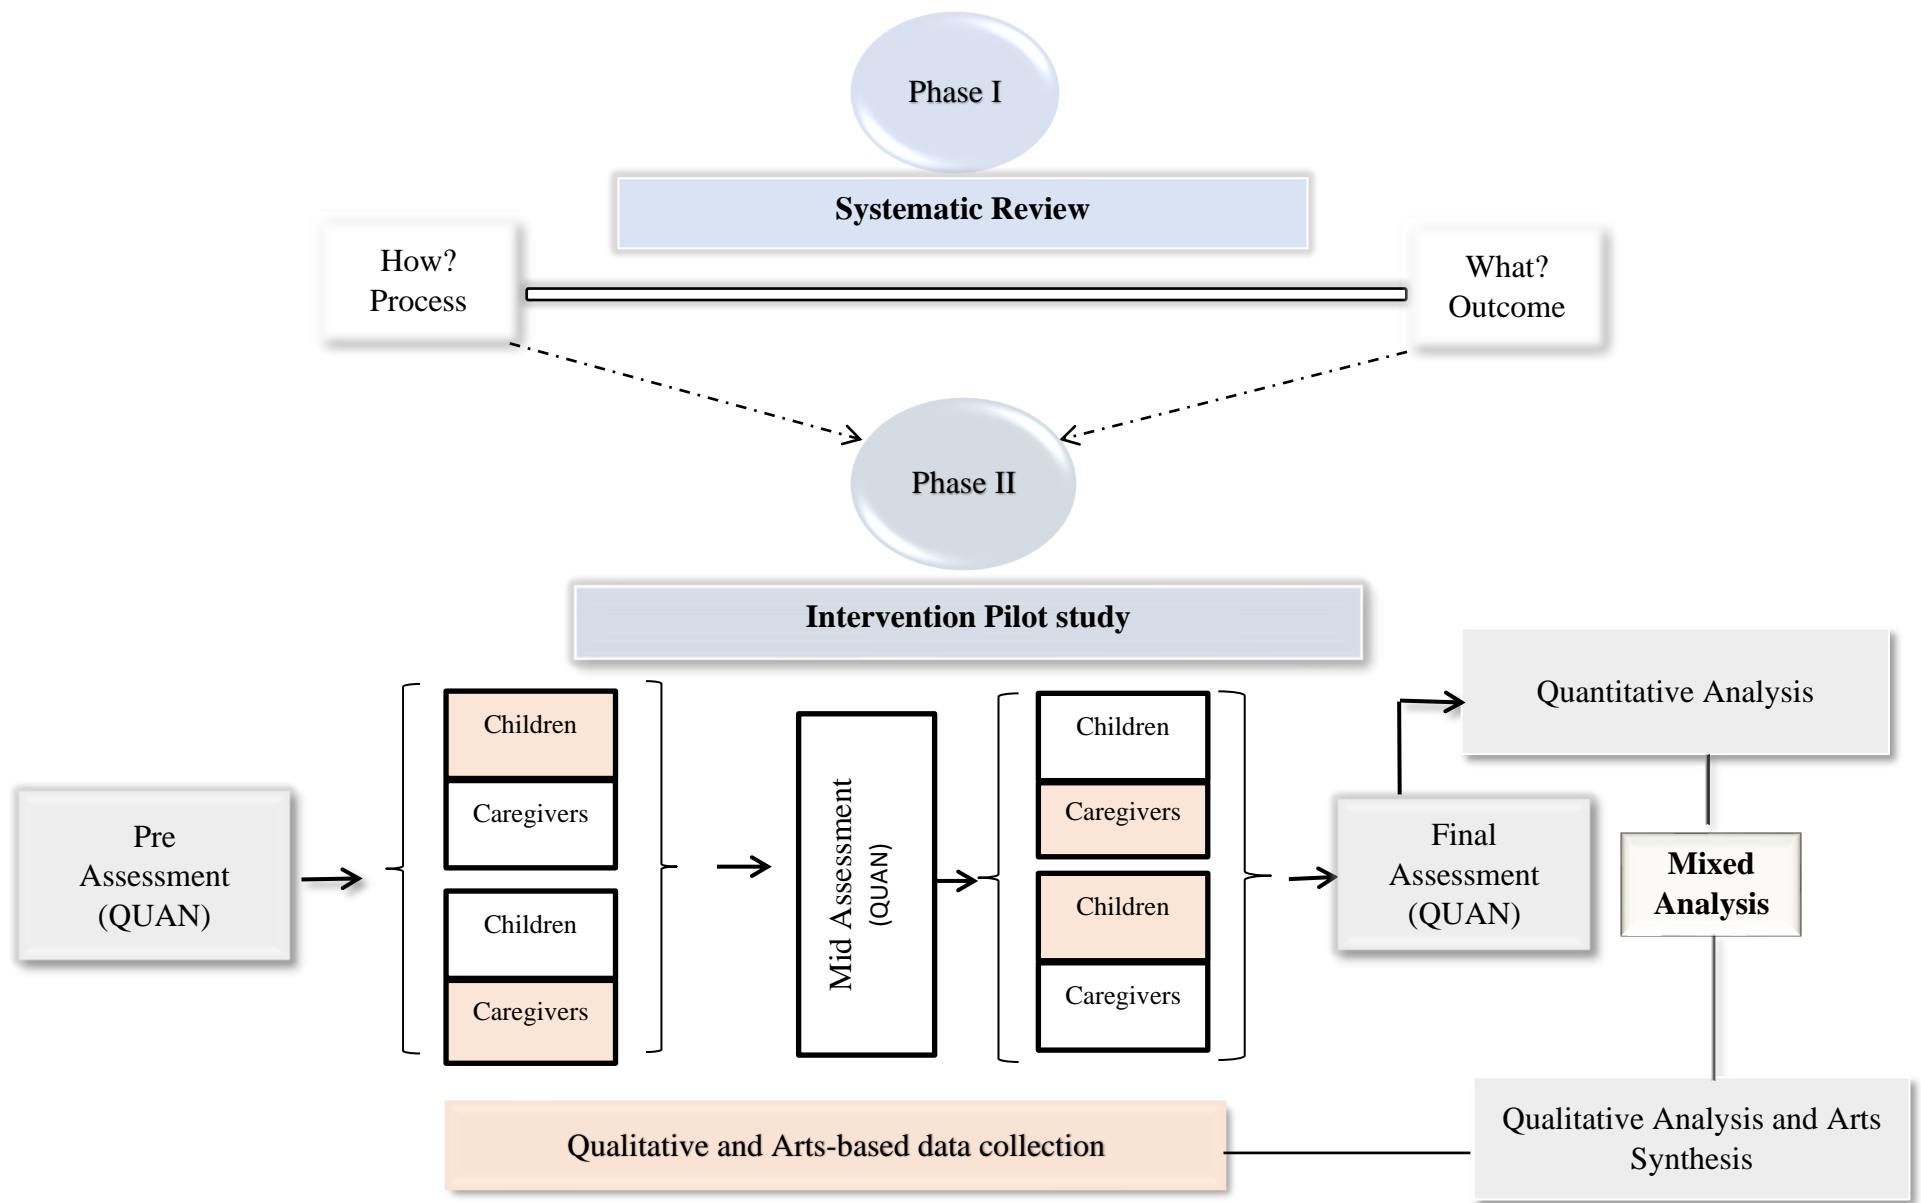 Phase I
Systematic Review
How?
Process
What?
Outcome
Phase II
Intervention Pilot study
Pre
Assessment
(QUAN)
Children
Caregivers
Children
Caregivers
Mid Assessment
(QUAN)
Children
Caregivers
Children
Caregivers
Final
Assessment
(QUAN)
Quantitative Analysis
Mixed
Analysis
Qualitative and Arts-based data collection
Qualitative Analysis and Arts
Synthesis